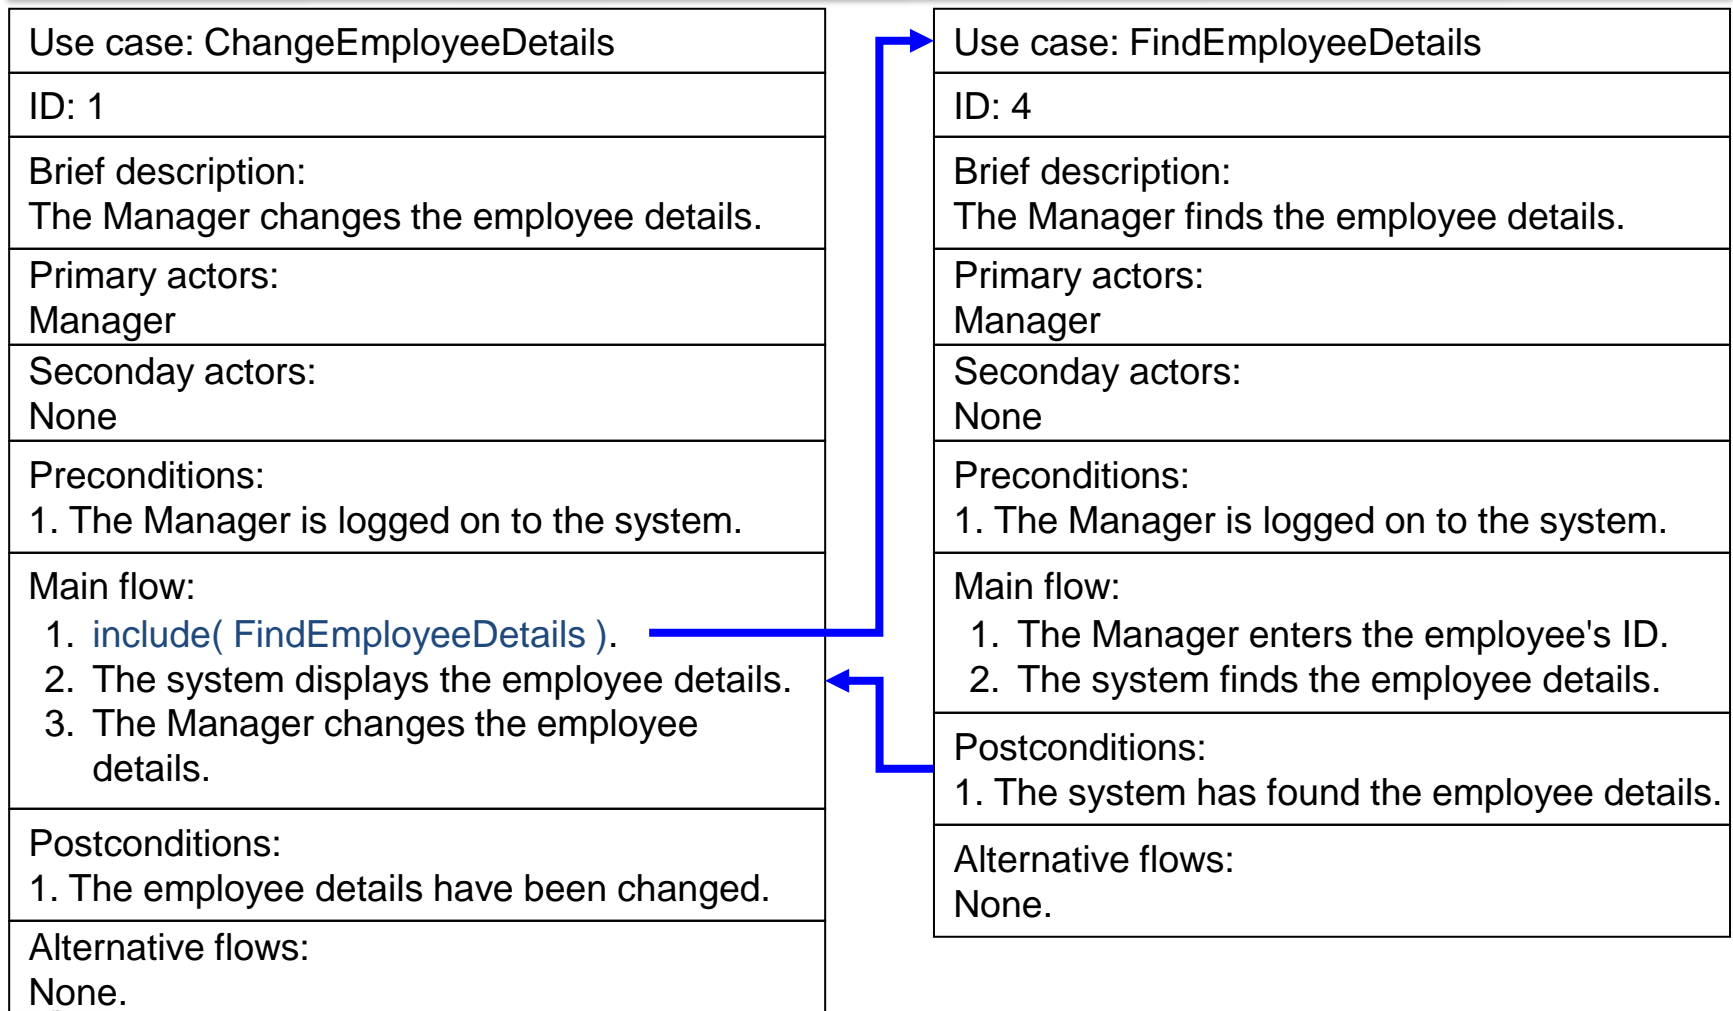 Use case: ChangeEmployeeDetails
ID: 1
Brief description:
The Manager changes the employee details.
Primary actors:
Manager
Seconday actors:
None
Preconditions:
1. The Manager is logged on to the system.
Main flow:
1. include( FindEmployeeDetails ).
2. The system displays the employee details.
3. The Manager changes the employee
details.
Postconditions:
1. The employee details have been changed.
Alternative flows:
None.
Use case: FindEmployeeDetails
ID: 4
Brief description:
The Manager finds the employee details.
Primary actors:
Manager
Seconday actors:
None
Preconditions:
1. The Manager is logged on to the system.
Main flow:
1. The Manager enters the employee's ID.
2. The system finds the employee details.
Postconditions:
1. The system has found the employee details.
Alternative flows:
None.